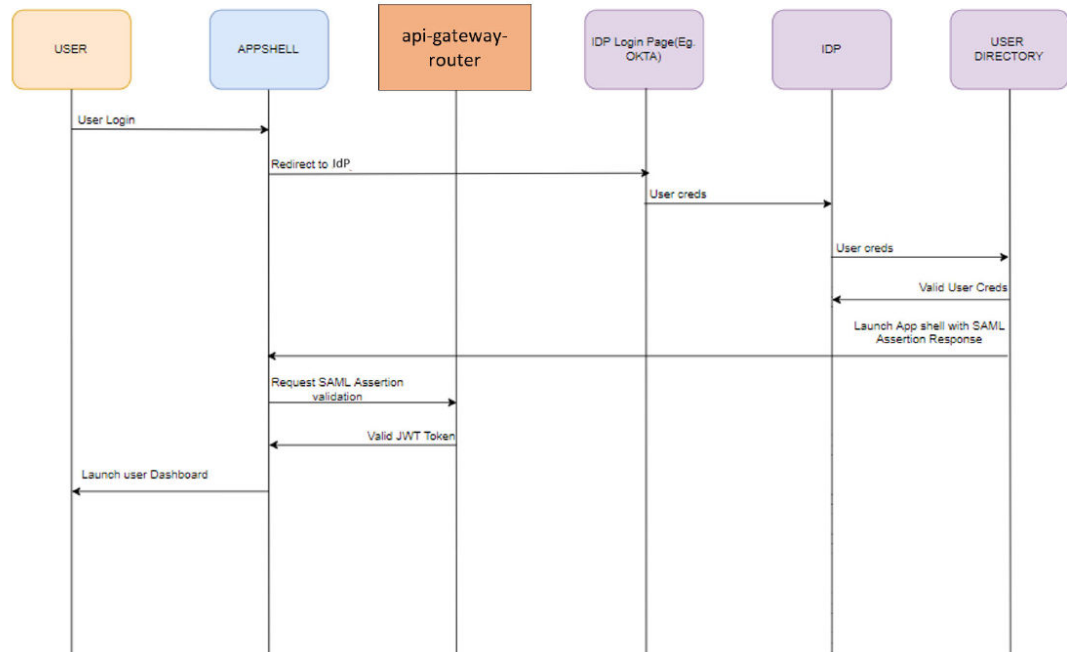 USER
APPSHELL
api-gateway-
router
IDP Login Page(Eg.
OKTA)
IDP
USER
DIRECTORY
User Login
Redirect to IdP
User creds
User creds
Valid User Creds
Launch App shell with SAML
Assertion Response
Request SAML Assertion
validation
Valid JWT Token
Launch user Dashboard